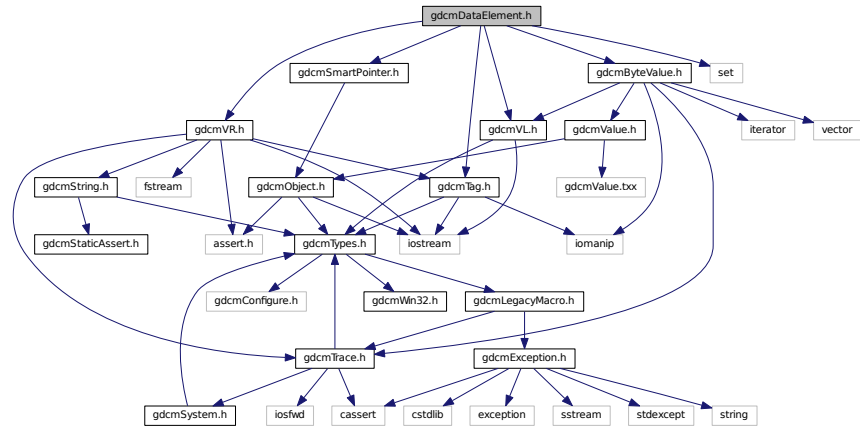 gdcmDataElement.h
gdcmSmartPointer.h
gdcmByteValue.h
set
gdcmVR.h
gdcmVL.h
gdcmValue.h
iterator
vector
gdcmString.h
fstream
gdcmObject.h
gdcmTag.h
gdcmValue.txx
gdcmStaticAssert.h
assert.h
gdcmTypes.h
iostream
iomanip
gdcmConfigure.h
gdcmWin32.h
gdcmLegacyMacro.h
gdcmTrace.h
gdcmException.h
gdcmSystem.h
iosfwd
cassert
cstdlib
exception
sstream
stdexcept
string